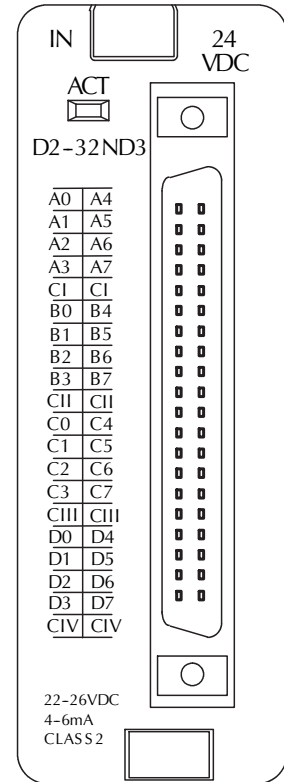 IN 24
VDC
ACT
D2-32ND3
A0 A4
A1 A5
A2 A6
A3 A7
CI CI
B0 B4
B1 B5
B2 B6
B3 B7
CII CII
C0 C4
C1 C5
C2 C6
C3 C7
CIII CIII
D0 D4
D1 D5
D2 D6
D3 D7
CIV CIV
22-26VDC
4-6mA
CLASS2